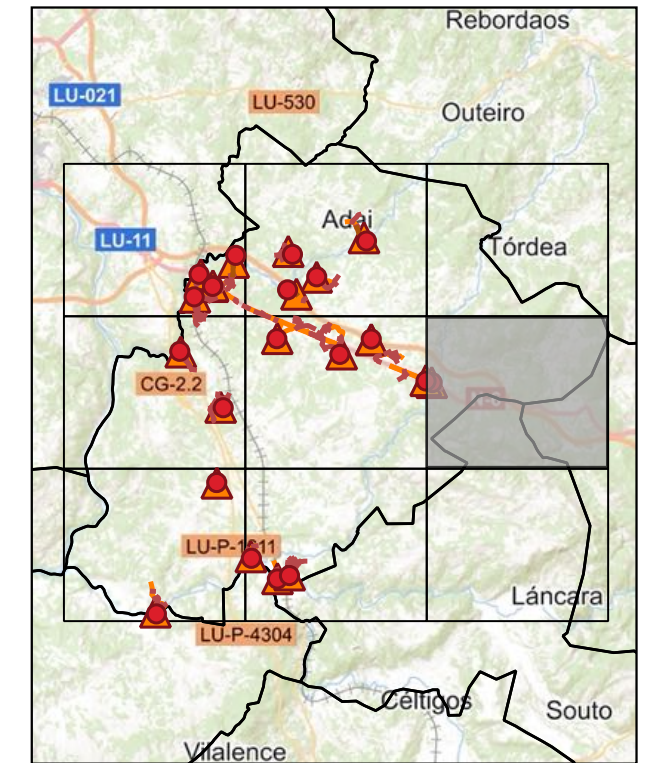 Rebordaos
LU-021
LU-530
Outeiro
Adai
LU-11
Tórdea
CG-2.2
LU-P-1611
Láncara
LU-P-4304
Celtigos
Souto
Vilalence